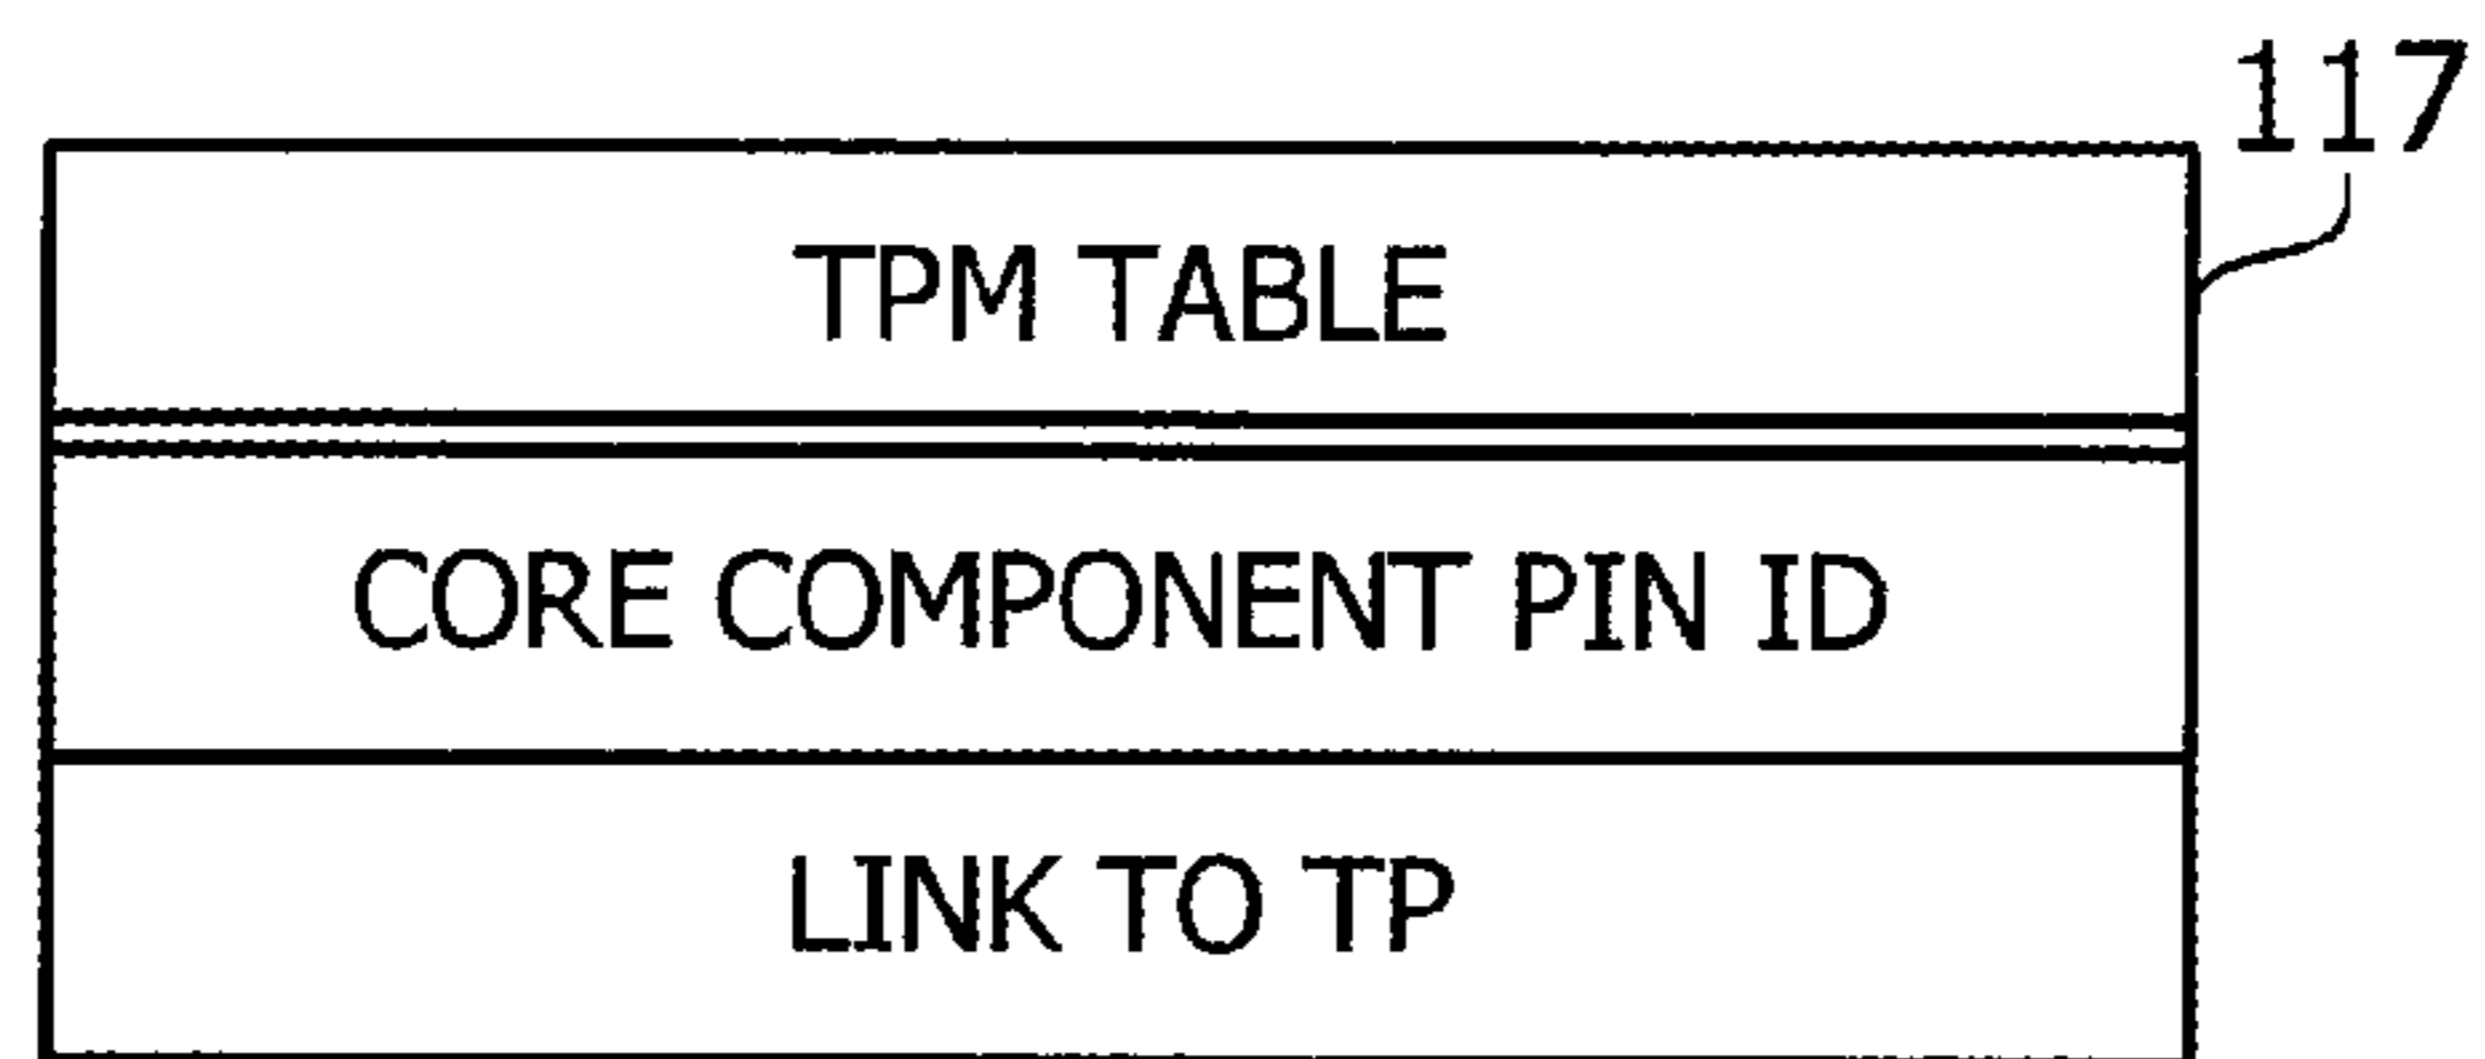 117
TPM TABLE
CORE COMPONENT PIN ID
LINK TO TP